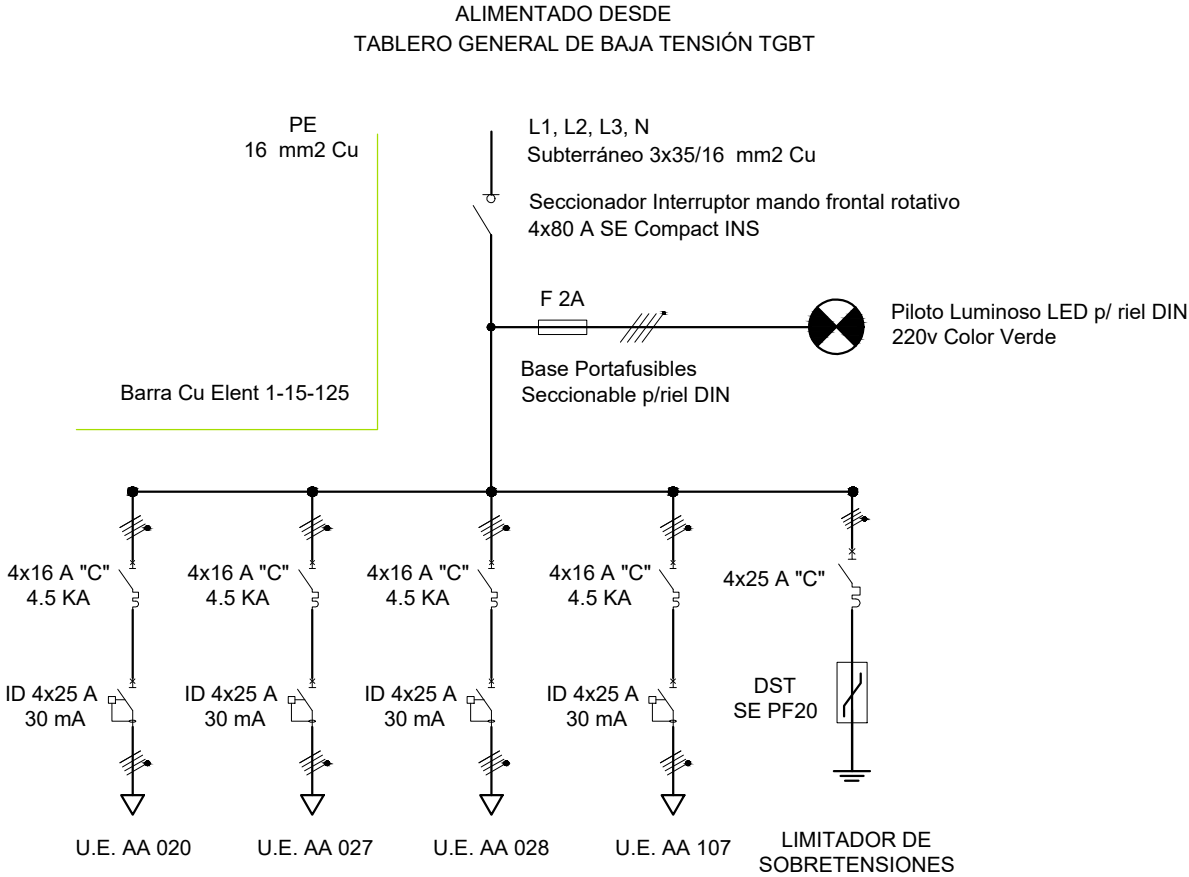 ALIMENTADO DESDE
TABLERO GENERAL DE BAJA TENSIÓN TGBT
PE
16 mm2 Cu
L1, L2, L3, N
Subterráneo 3x35/16 mm2 Cu
Seccionador Interruptor mando frontal rotativo
4x80 A SE Compact INS
F 2A
Piloto Luminoso LED p/ riel DIN
220v Color Verde
Base Portafusibles
Seccionable p/riel DIN
Barra Cu Elent 1-15-125
4x16 A "C"
4.5 KA
4x16 A "C"
4.5 KA
4x16 A "C"
4.5 KA
4x16 A "C"
4.5 KA
4x25 A "C"
ID 4x25 A
30 mA
ID 4x25 A
30 mA
ID 4x25 A
30 mA
ID 4x25 A
30 mA
DST
SE PF20
U.E. AA 020
U.E. AA 027
U.E. AA 028
U.E. AA 107
LIMITADOR DE
SOBRETENSIONES